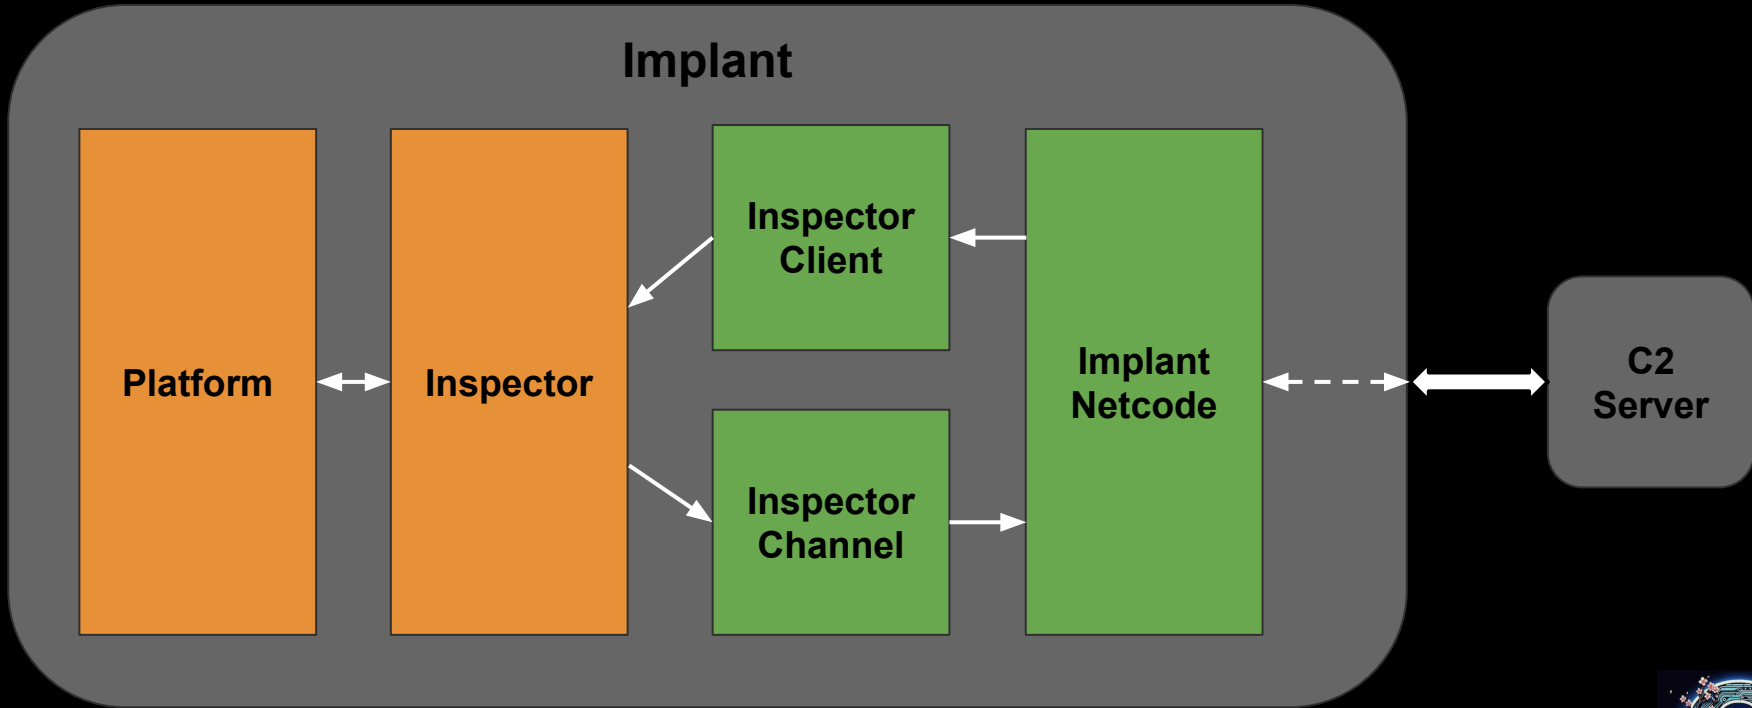 Implant
Platform
Inspector
Inspector
Client
Inspector
Channel
Implant
Netcode
C2
Server